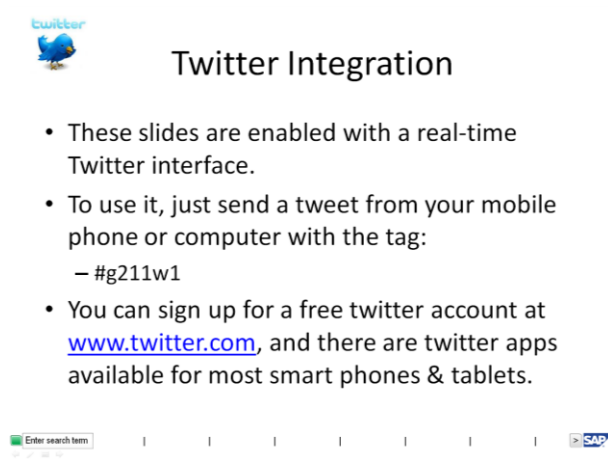 twitter
Twitter Integration
• These slides are enabled with a real-time
Twitter interface.
• To use it, just send a tweet from your mobile
phone or computer with the tag:
– #g211w1
• You can sign up for a free twitter account at
www.twitter.com, and there are twitter apps
available for most smart phones & tablets.
Enter search term | | | | | | | > SAP